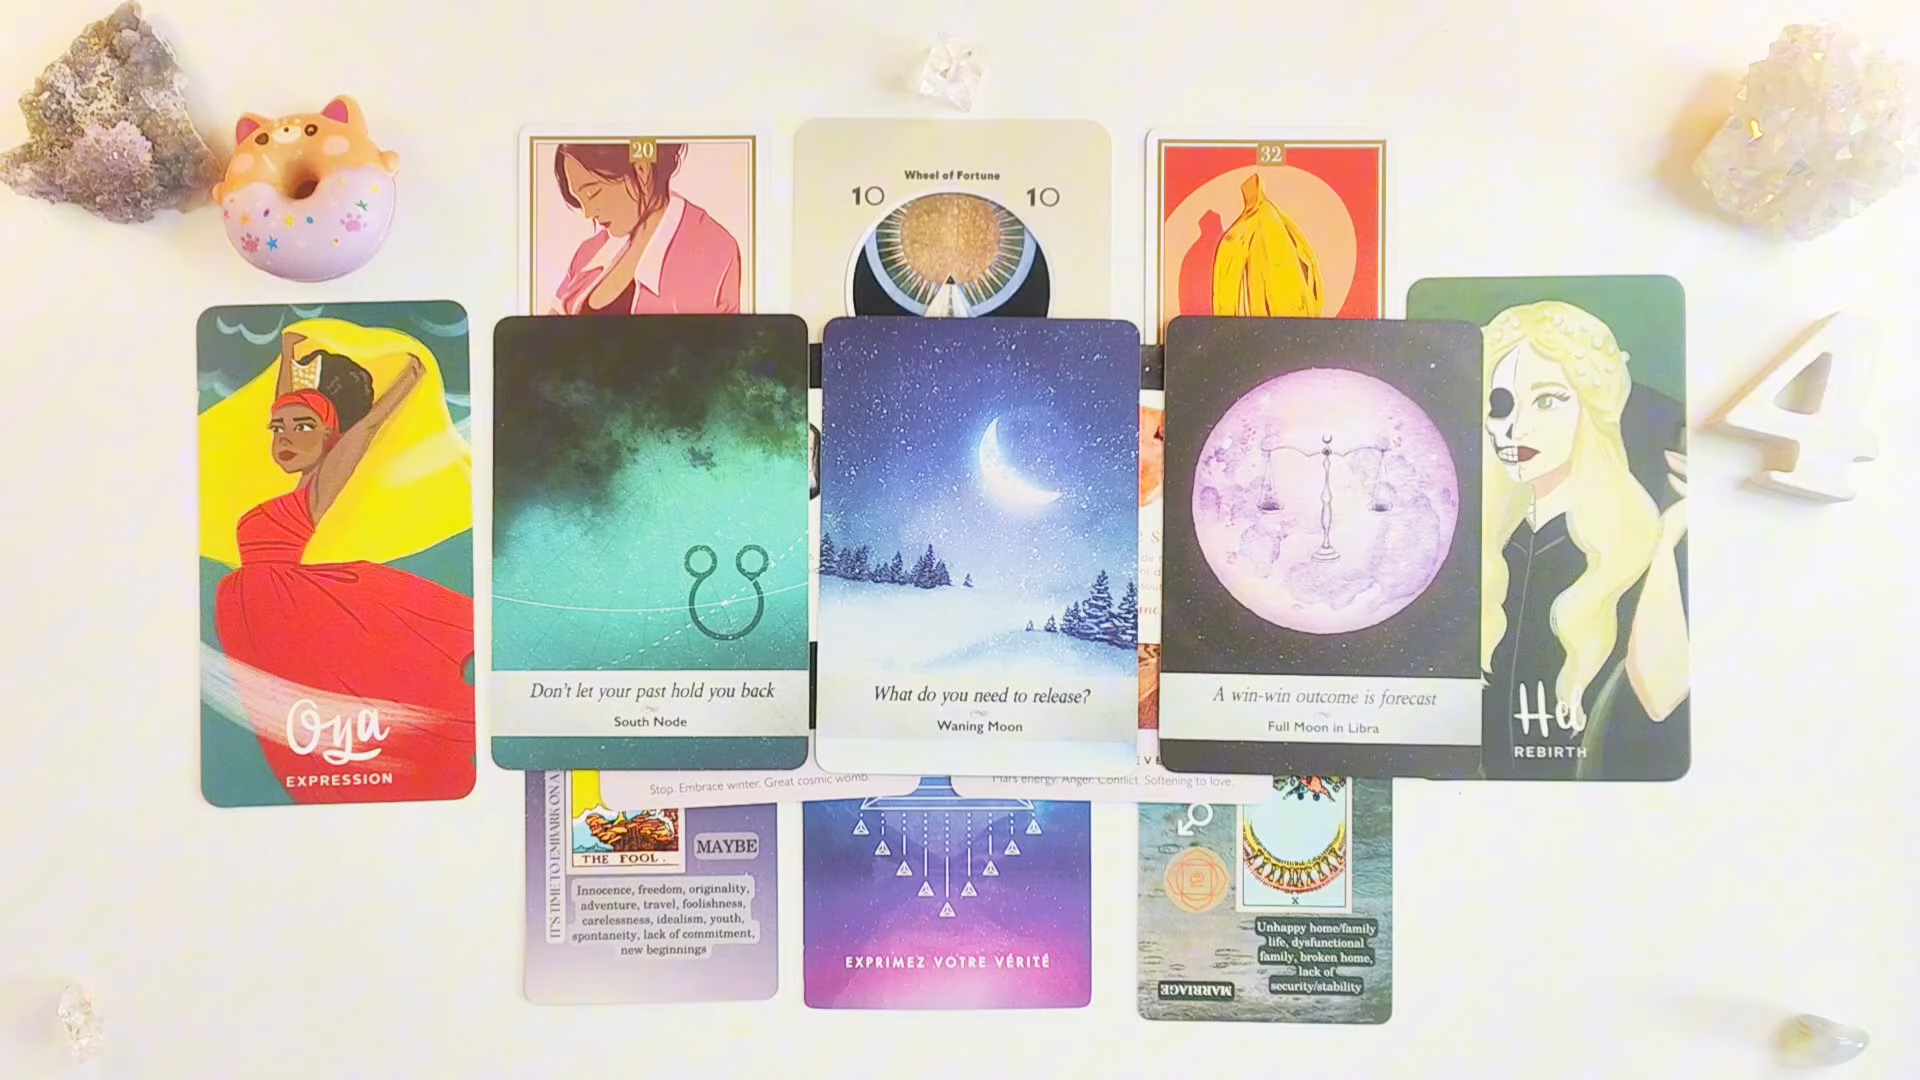 20
Wheel of Fortune
10
10
32
Oya
EXPRESSION
Don't let your past hold you back
South Node
What do you need to release?
Waning Moon
A win-win outcome is forecast
Full Moon in Libra
Hel
REBIRTH
4
Stop. Embrace winter. Great cosmic womb.
Mars energy. Anger. Conflict. Softening to love.
IT'S TIME TO EMBARK ON A
THE FOOL.
MAYBE
Innocence, freedom, originality,
adventure, travel, foolishness,
carelessness, idealism, youth,
spontaneity, lack of commitment,
new beginnings
EXPRIMEZ VOTRE VÉRITÉ
X
Unhappy home/family
life, dysfunctional
family, broken home,
lack of
security/stability
MARRIAGE